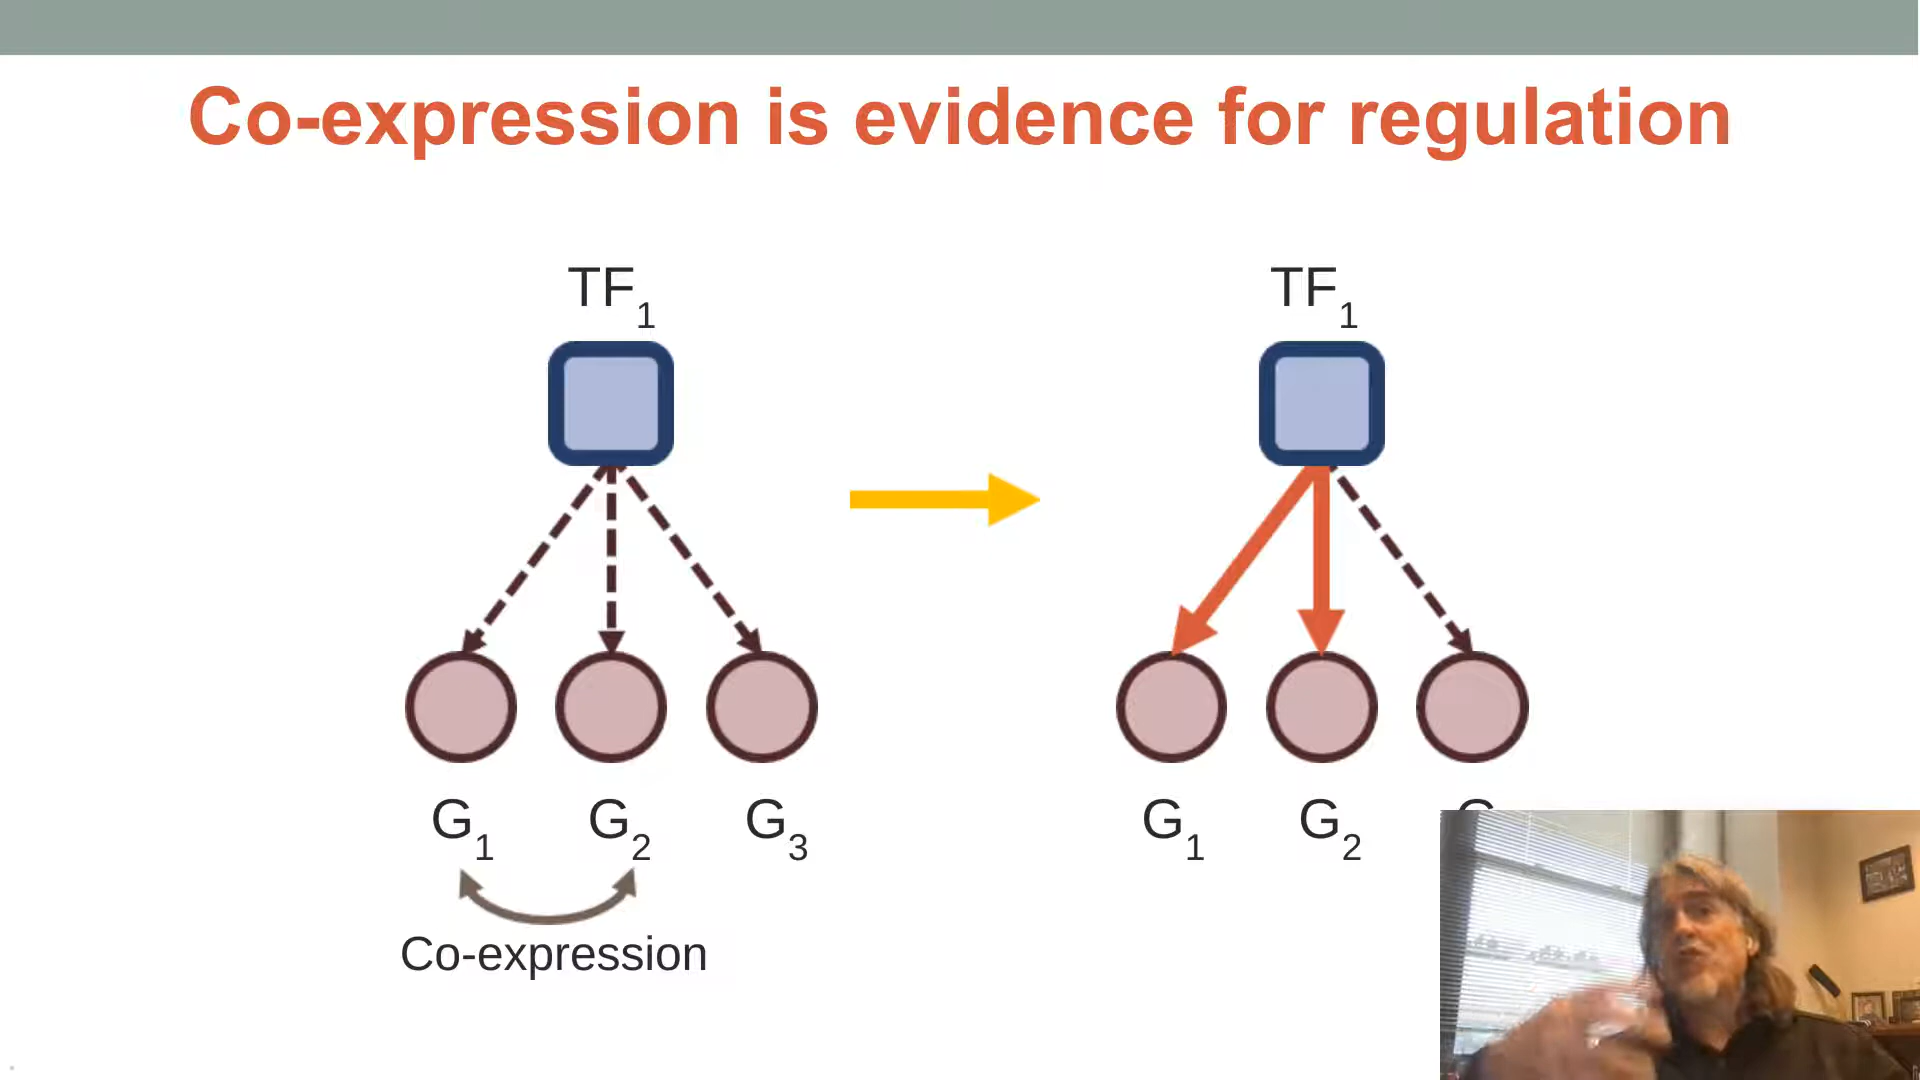 Co-expression is evidence for regulation
TF1 TF1
G1 G2 G3 G1 G2
Co-expression